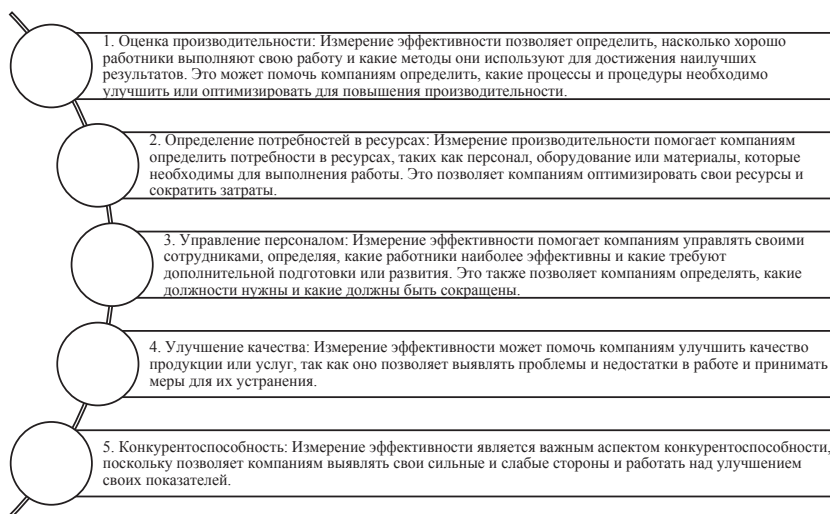 1. Оценка производительности: Измерение эффективности позволяет определить, насколько хорошо
работники выполняют свою работу и какие методы они используют для достижения наилучших
результатов. Это может помочь компаниям определить, какие процессы и процедуры необходимо
улучшить или оптимизировать для повышения производительности.
2. Определение потребностей в ресурсах: Измерение производительности помогает компаниям
определить потребности в ресурсах, таких как персонал, оборудование или материалы, которые
необходимы для выполнения работы. Это позволяет компаниям оптимизировать свои ресурсы и
сократить затраты.
3. Управление персоналом: Измерение эффективности помогает компаниям управлять своими
сотрудниками, определяя, какие работники наиболее эффективны и какие требуют
дополнительной подготовки или развития. Это также позволяет компаниям определять, какие
должности нужны и какие должны быть сокращены.
4. Улучшение качества: Измерение эффективности может помочь компаниям улучшить качество
продукции или услуг, так как оно позволяет выявлять проблемы и недостатки в работе и принимать
меры для их устранения.
5. Конкурентоспособность: Измерение эффективности является важным аспектом конкурентоспособности,
поскольку позволяет компаниям выявлять свои сильные и слабые стороны и работать над улучшением
своих показателей.